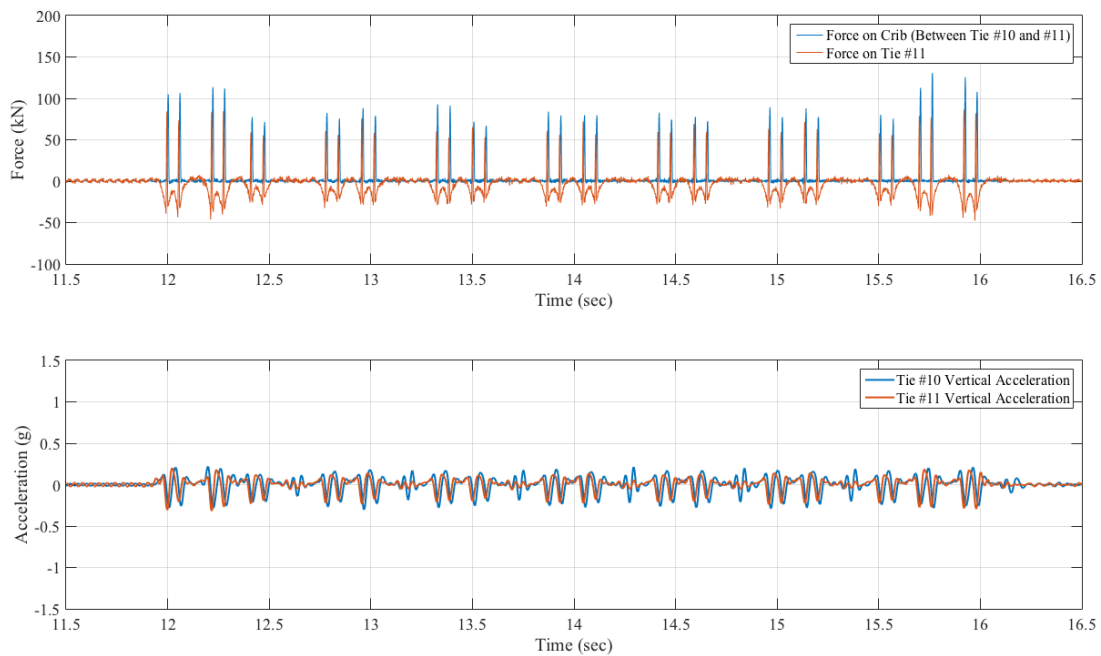 200
150
100
50
0
-50
-100
Force (kN)
Force on Crib (Between Tie #10 and #11)
Force on Tie #11
11.5 12 12.5 13 13.5 14 14.5 15 15.5 16 16.5
Time (sec)
1.5
1
0.5
0
-0.5
-1
-1.5
Acceleration (g)
Tie #10 Vertical Acceleration
Tie #11 Vertical Acceleration
11.5 12 12.5 13 13.5 14 14.5 15 15.5 16 16.5
Time (sec)